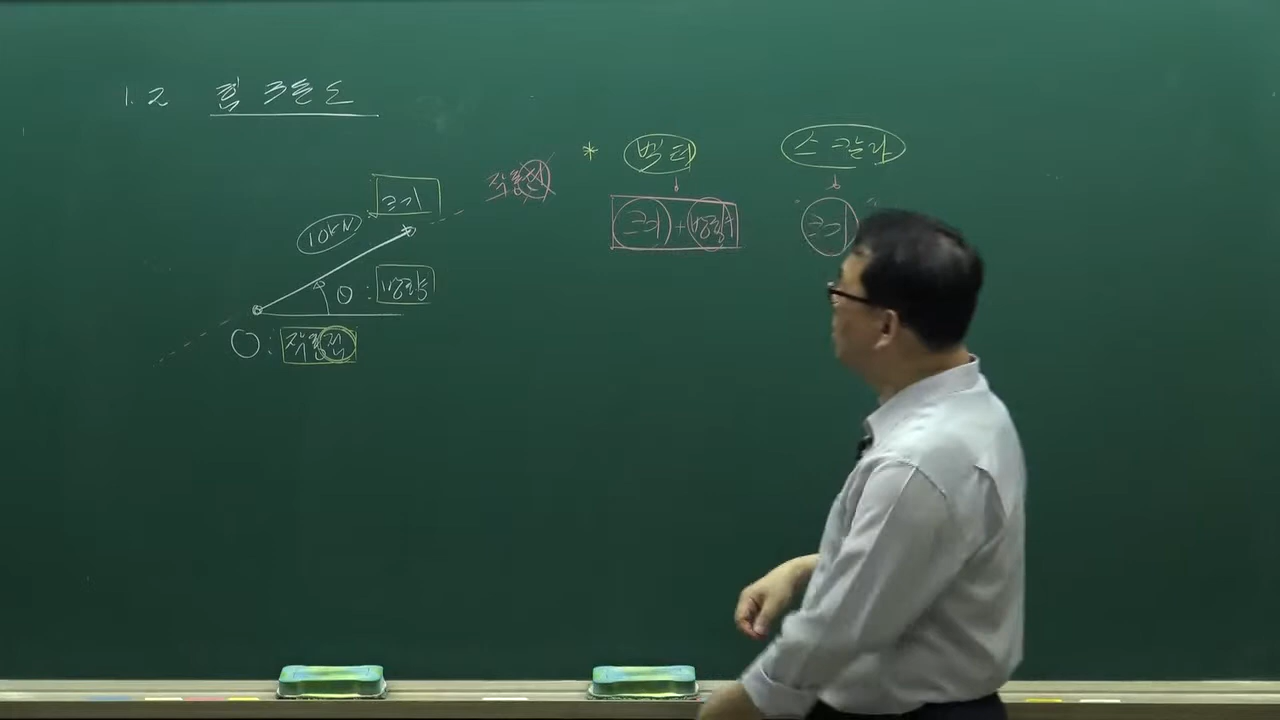 1.2 힘 3요소
크기
10kN
θ : 방향
O : 작용점
작용선
* 벡터 스칼라
크기 + 방향 크기